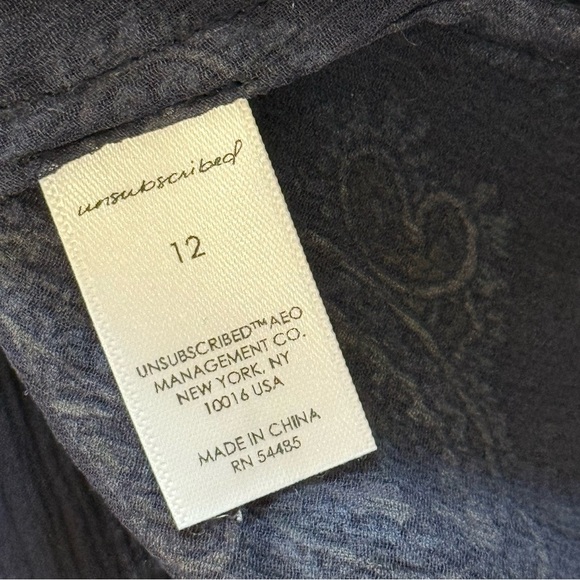 unsubscribed
12
UNSUBSCRIBED™AEO
MANAGEMENT CO.
NEW YORK, NY
10016 USA
MADE IN CHINA
RN 54485